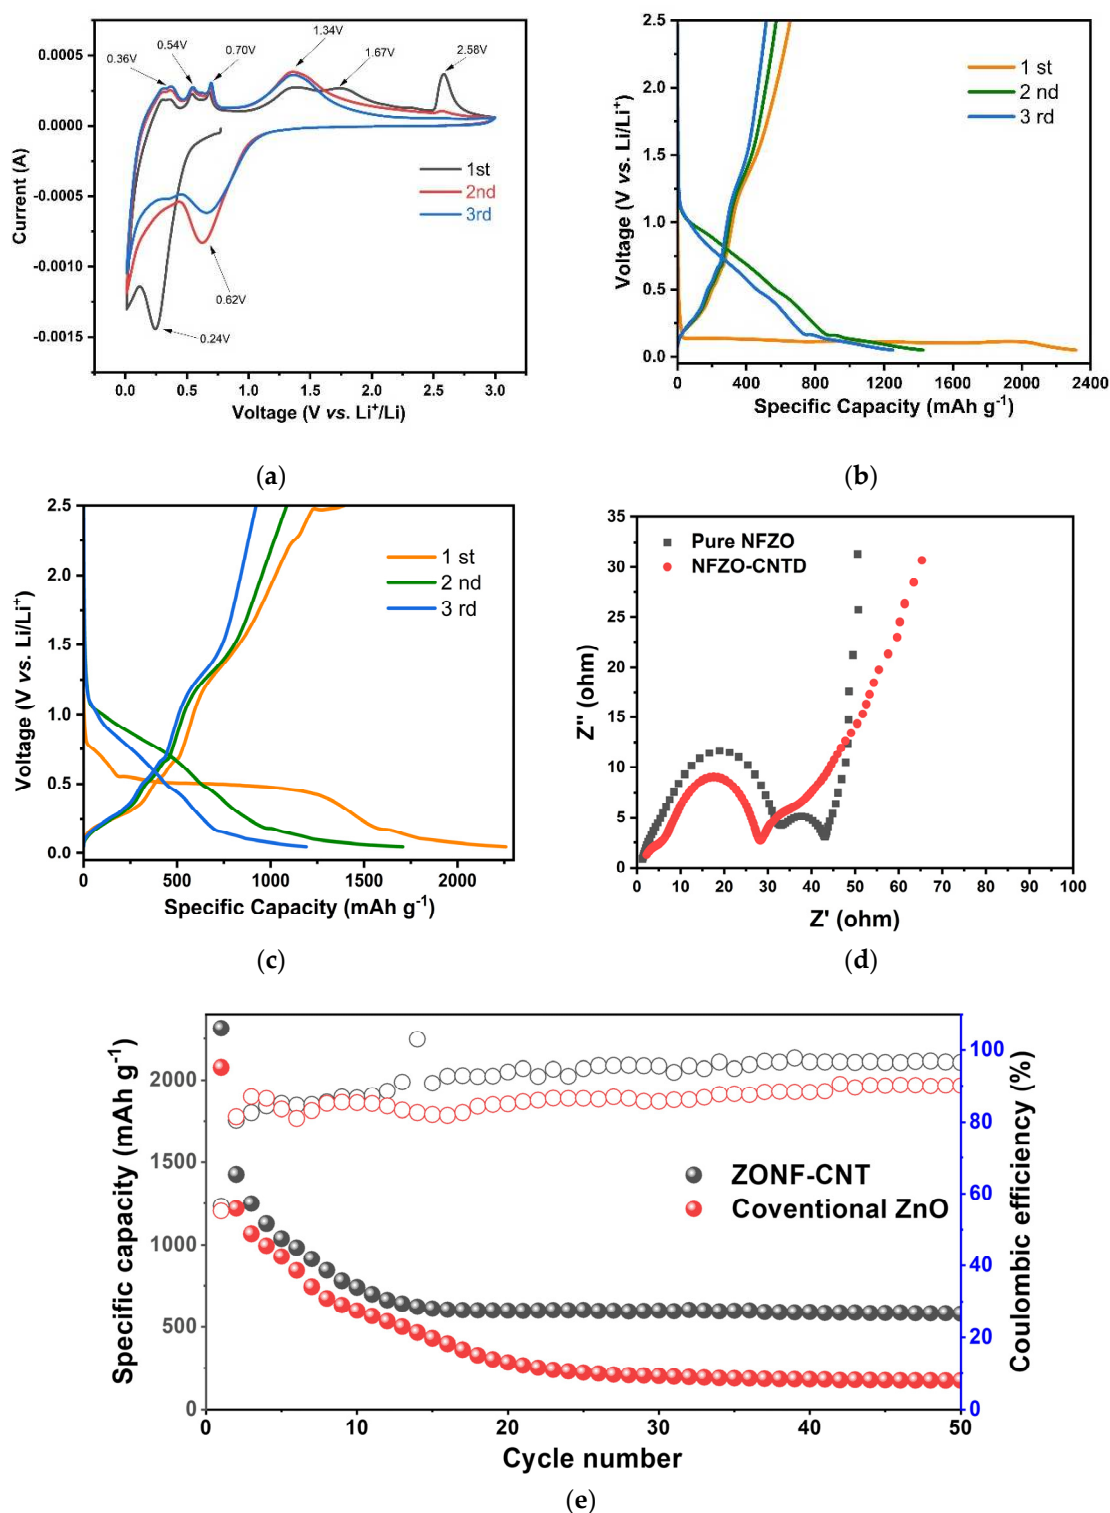 0.36V
0.54V
0.70V
1.34V
1.67V
2.58V
0.0005
0.0000
-0.0005
-0.0010
-0.0015
Current (A)
1st
2nd
3rd
0.62V
0.24V
0.0 0.5 1.0 1.5 2.0 2.5 3.0
Voltage (V vs. Li⁺/Li)
(a)
2.5
2.0
1.5
1.0
0.5
0.0
Voltage (V vs. Li/Li⁺)
1 st
2 nd
3 rd
0 400 800 1200 1600 2000 2400
Specific Capacity (mAh g⁻¹)
(b)
2.5
2.0
1.5
1.0
0.5
0.0
Voltage (V vs. Li/Li⁺)
1 st
2 nd
3 rd
0 500 1000 1500 2000
Specific Capacity (mAh g⁻¹)
(c)
35
30
25
20
15
10
5
0
Z'' (ohm)
Pure NFZO
NFZO-CNTD
0 10 20 30 40 50 60 70 80 90 100
Z' (ohm)
(d)
2000
1500
1000
500
0
Specific capacity (mAh g⁻¹)
100
80
60
40
20
0
Coulombic efficiency (%)
ZONF-CNT
Coventional ZnO
0 10 20 30 40 50
Cycle number
(e)